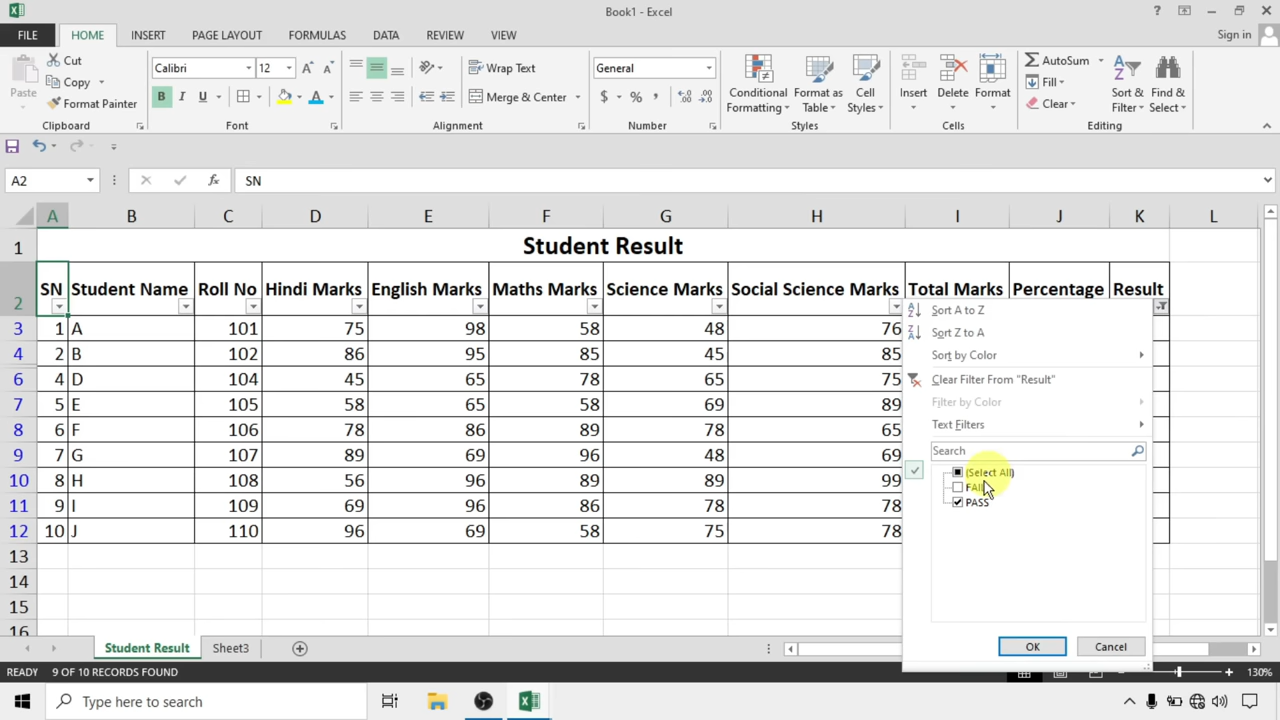 Book1 - Excel
FILE HOME INSERT PAGE LAYOUT FORMULAS DATA REVIEW VIEW Sign in
Paste
Cut
Copy
Format Painter
Clipboard
Calibri 12
B I U
Font
Wrap Text
Merge & Center
Alignment
General
$ % ,
Number
Conditional Formatting
Format as Table
Cell Styles
Styles
Insert
Delete
Format
Cells
AutoSum
Fill
Clear
Sort & Filter
Find & Select
Editing
A2 fx SN
A B C D E F G H I J K L
1 Student Result
2 SN Student Name Roll No Hindi Marks English Marks Maths Marks Science Marks Social Science Marks Total Marks Percentage Result
3 1 A 101 75 98 58 48 76
4 2 B 102 86 95 85 45 85
6 4 D 104 45 65 78 65 75
7 5 E 105 58 65 58 69 89
8 6 F 106 78 86 89 78 65
9 7 G 107 89 69 96 48 69
10 8 H 108 56 96 89 89 99
11 9 I 109 69 96 86 78 78
12 10 J 110 96 69 58 75 78
13
14
15
16
Sort A to Z
Sort Z to A
Sort by Color
Clear Filter From "Result"
Filter by Color
Text Filters
Search
(Select All)
FAIL
PASS
OK Cancel
Student Result Sheet3
READY 9 OF 10 RECORDS FOUND 130%
Type here to search